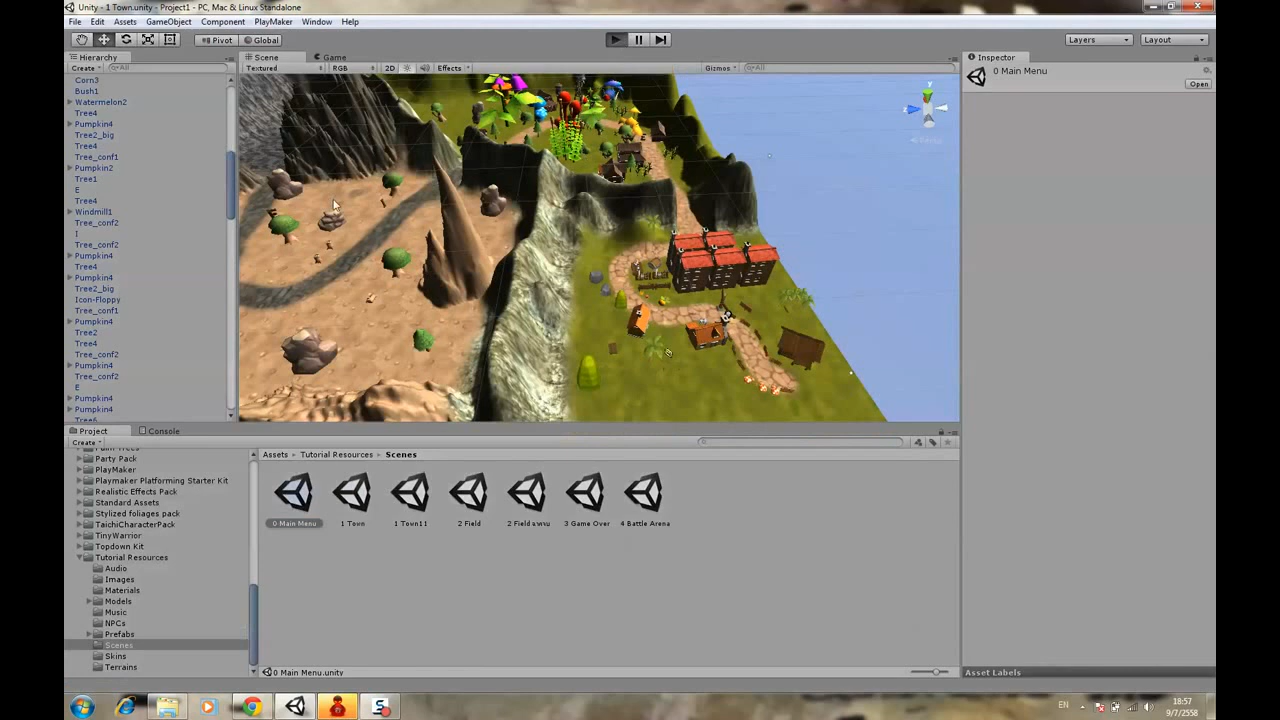 Unity - 1 Town.unity - Project1 - PC, Mac & Linux Standalone
File Edit Assets GameObject Component PlayMaker Window Help
Pivot Global Layers Layout
Hierarchy Scene Game Inspector
Create All Textured RGB 2D Effects Gizmos All
0 Main Menu
Open
Corn3
Bush1
Watermelon2
Tree4
Pumpkin4
Tree2_big
Tree4
Tree_conf1
Pumpkin2
Tree1
E
Tree4
Windmill1
Tree_conf2
I
Tree_conf2
Pumpkin4
Tree4
Pumpkin4
Tree2_big
Icon-Floppy
Tree_conf1
Pumpkin4
Tree2
Tree4
Tree_conf2
Pumpkin4
Tree_conf2
E
Pumpkin4
Pumpkin4
y
z
Project Console
Create
Party Pack
PlayMaker
Playmaker Platforming Starter Kit
Realistic Effects Pack
Standard Assets
Stylized foliages pack
TaichiCharacterPack
TinyWarrior
Topdown Kit
Tutorial Resources
Audio
Images
Materials
Models
Music
NPCs
Prefabs
Scenes
Skins
Terrains
Assets Tutorial Resources Scenes
0 Main Menu 1 Town 1 Town11 2 Field 2 Field 3 Game Over 4 Battle Arena
0 Main Menu.unity
Asset Labels
EN
18:57
9/7/2558